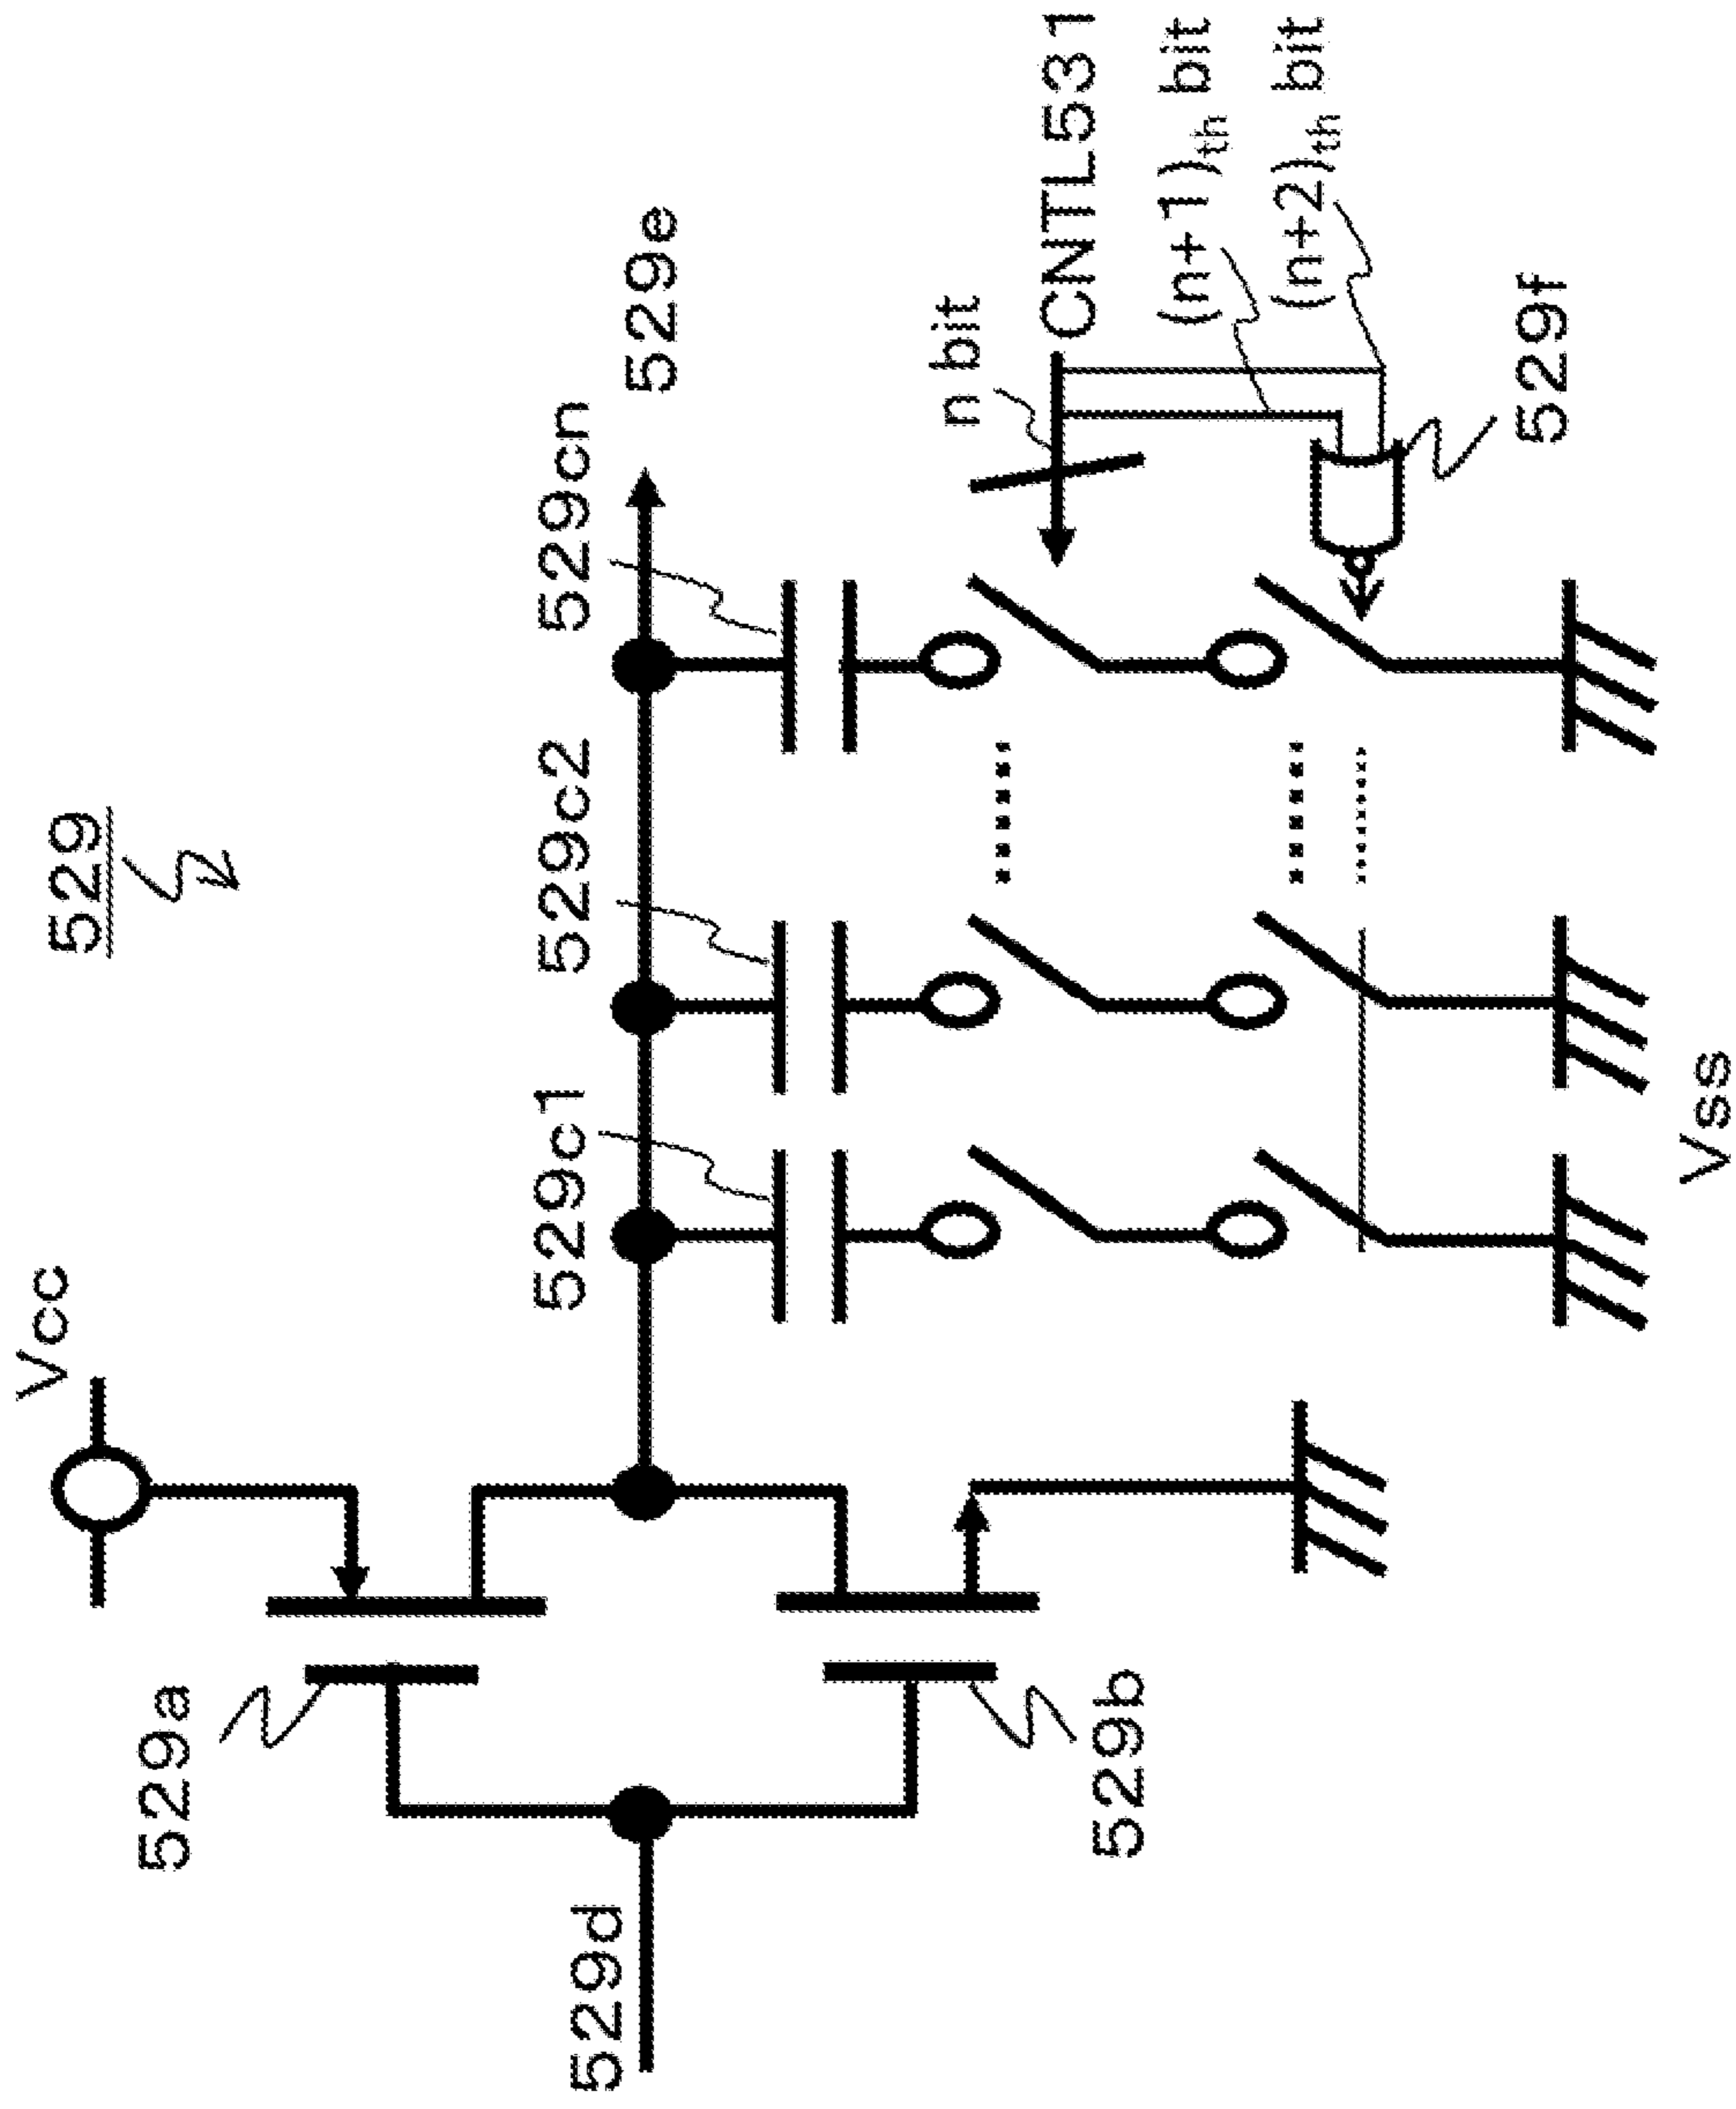 529
Vcc
529a
529d
529b
529c1
529c2
529cn
529e
n bit
CNTL531
(n+1)th bit
(n+2)th bit
529f
Vss